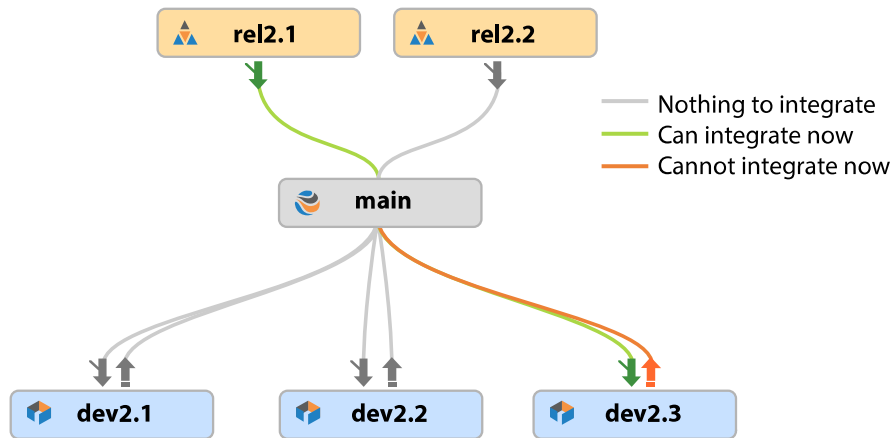 rel2.1
rel2.2
Nothing to integrate
Can integrate now
Cannot integrate now
main
dev2.1
dev2.2
dev2.3